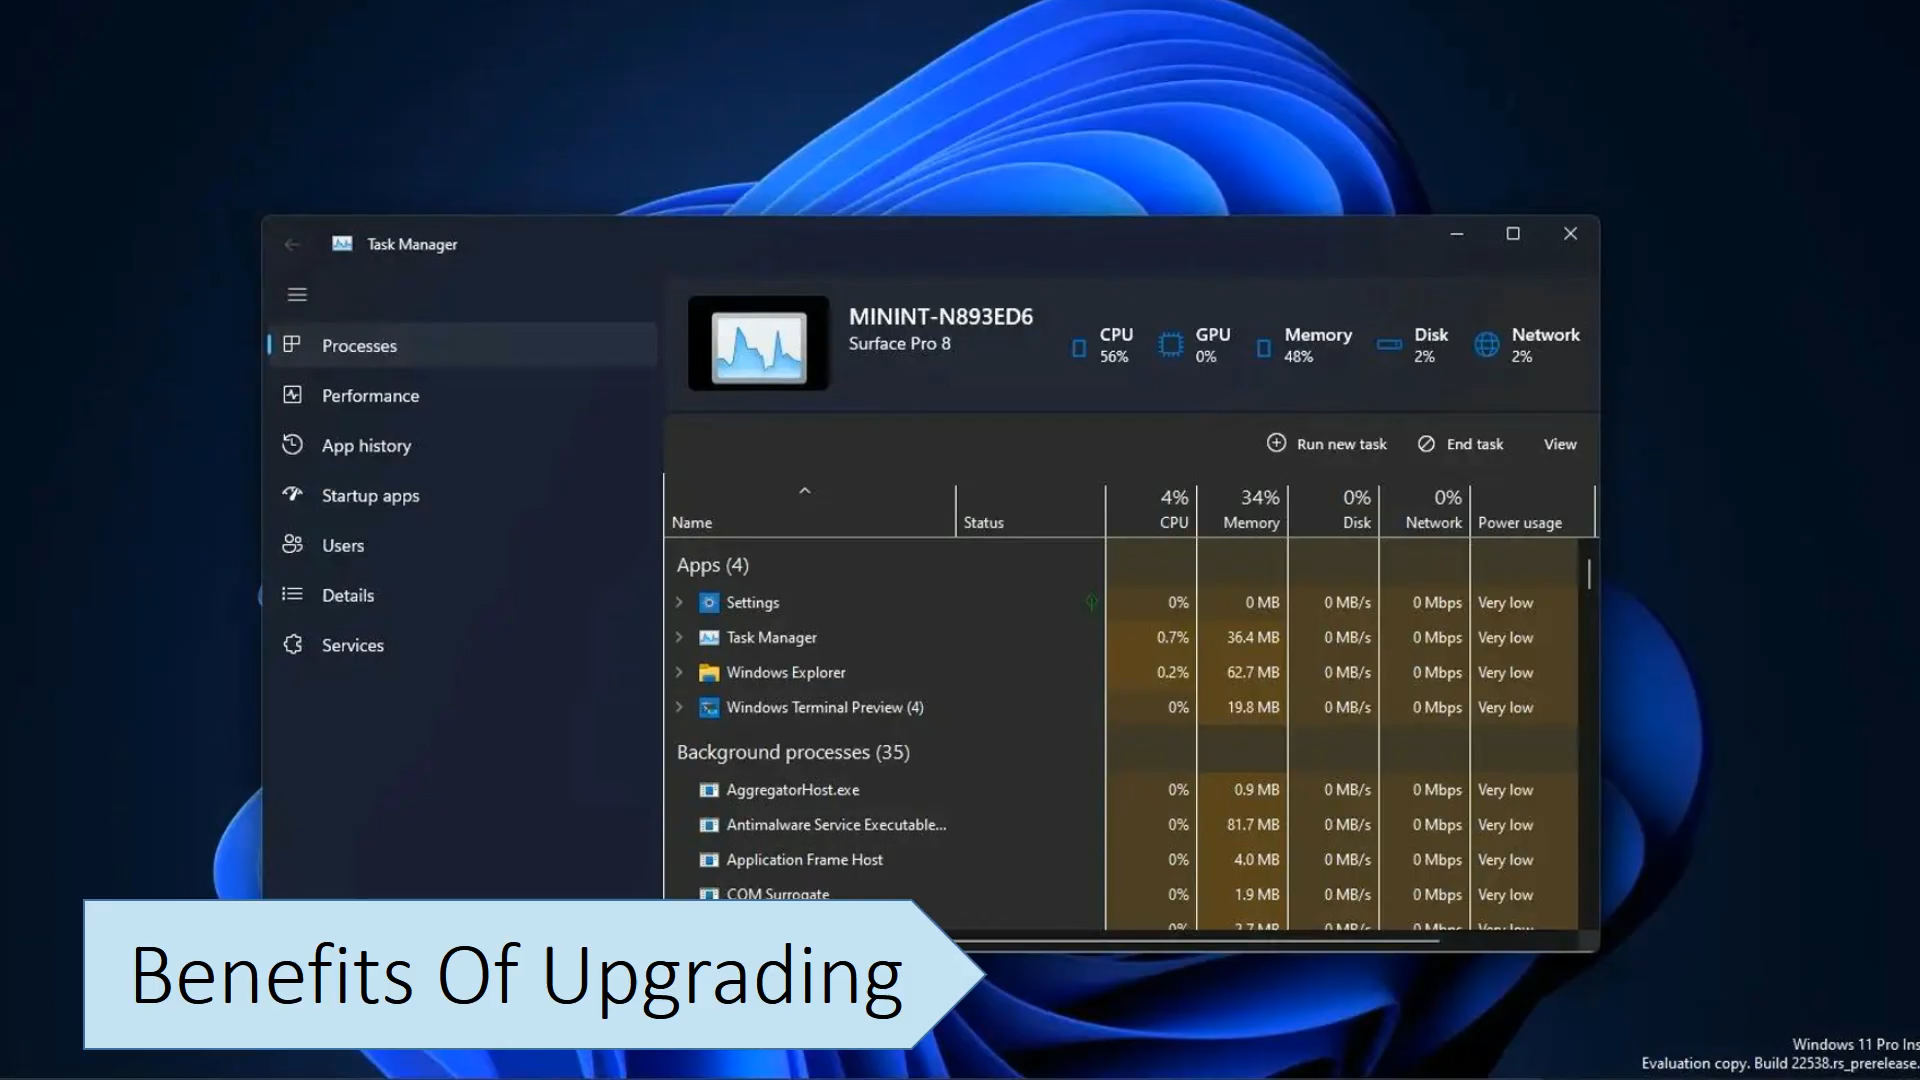 Task Manager
Processes
Performance
App history
Startup apps
Users
Details
Services
MININT-N893ED6
Surface Pro 8
CPU
56%
GPU
0%
Memory
48%
Disk
2%
Network
2%
Run new task
End task
View
4% 34% 0% 0%
Name Status CPU Memory Disk Network Power usage
Apps (4)
Settings 0% 0 MB 0 MB/s 0 Mbps Very low
Task Manager 0.7% 36.4 MB 0 MB/s 0 Mbps Very low
Windows Explorer 0.2% 62.7 MB 0 MB/s 0 Mbps Very low
Windows Terminal Preview (4) 0% 19.8 MB 0 MB/s 0 Mbps Very low
Background processes (35)
AggregatorHost.exe 0% 0.9 MB 0 MB/s 0 Mbps Very low
Antimalware Service Executable... 0% 81.7 MB 0 MB/s 0 Mbps Very low
Application Frame Host 0% 4.0 MB 0 MB/s 0 Mbps Very low
COM Surrogate 0% 1.9 MB 0 MB/s 0 Mbps Very low
Benefits Of Upgrading
Windows 11 Pro Ins
Evaluation copy. Build 22538.rs_prerelease.